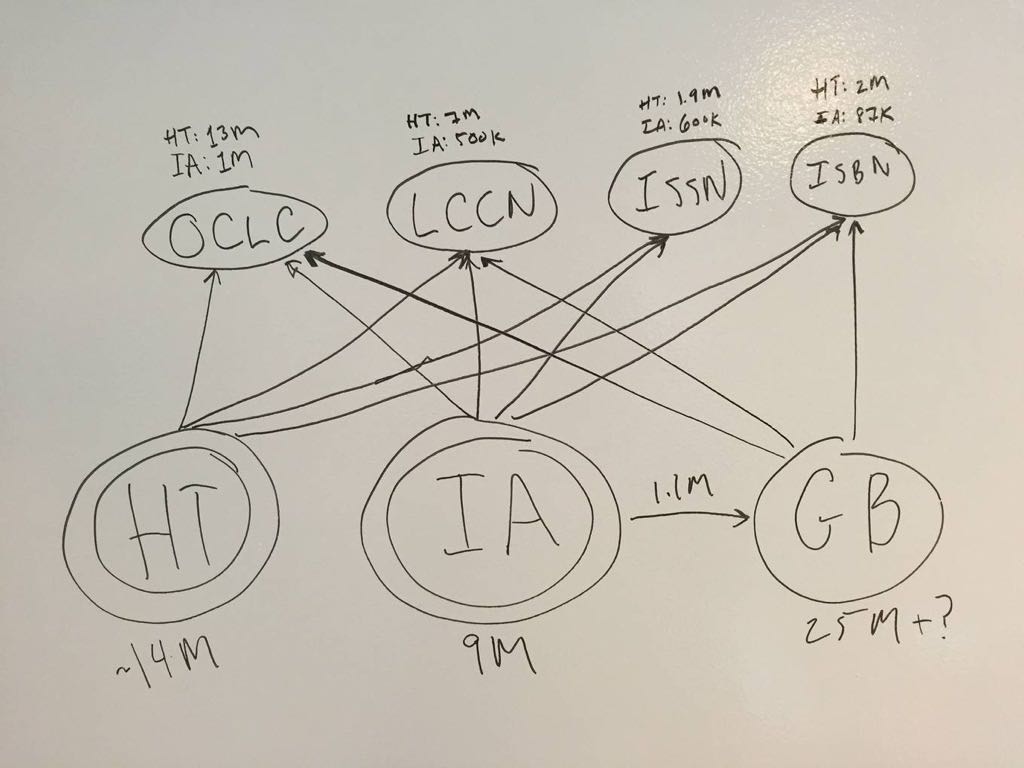 HT: 13M
IA: 1M
HT: 7M
IA: 500K
HT: 1.9M
IA: 600K
HT: 2M
IA: 87K
OCLC
LCCN
ISSN
ISBN
HT
IA
1.1M
GB
~14M
9M
25M+?